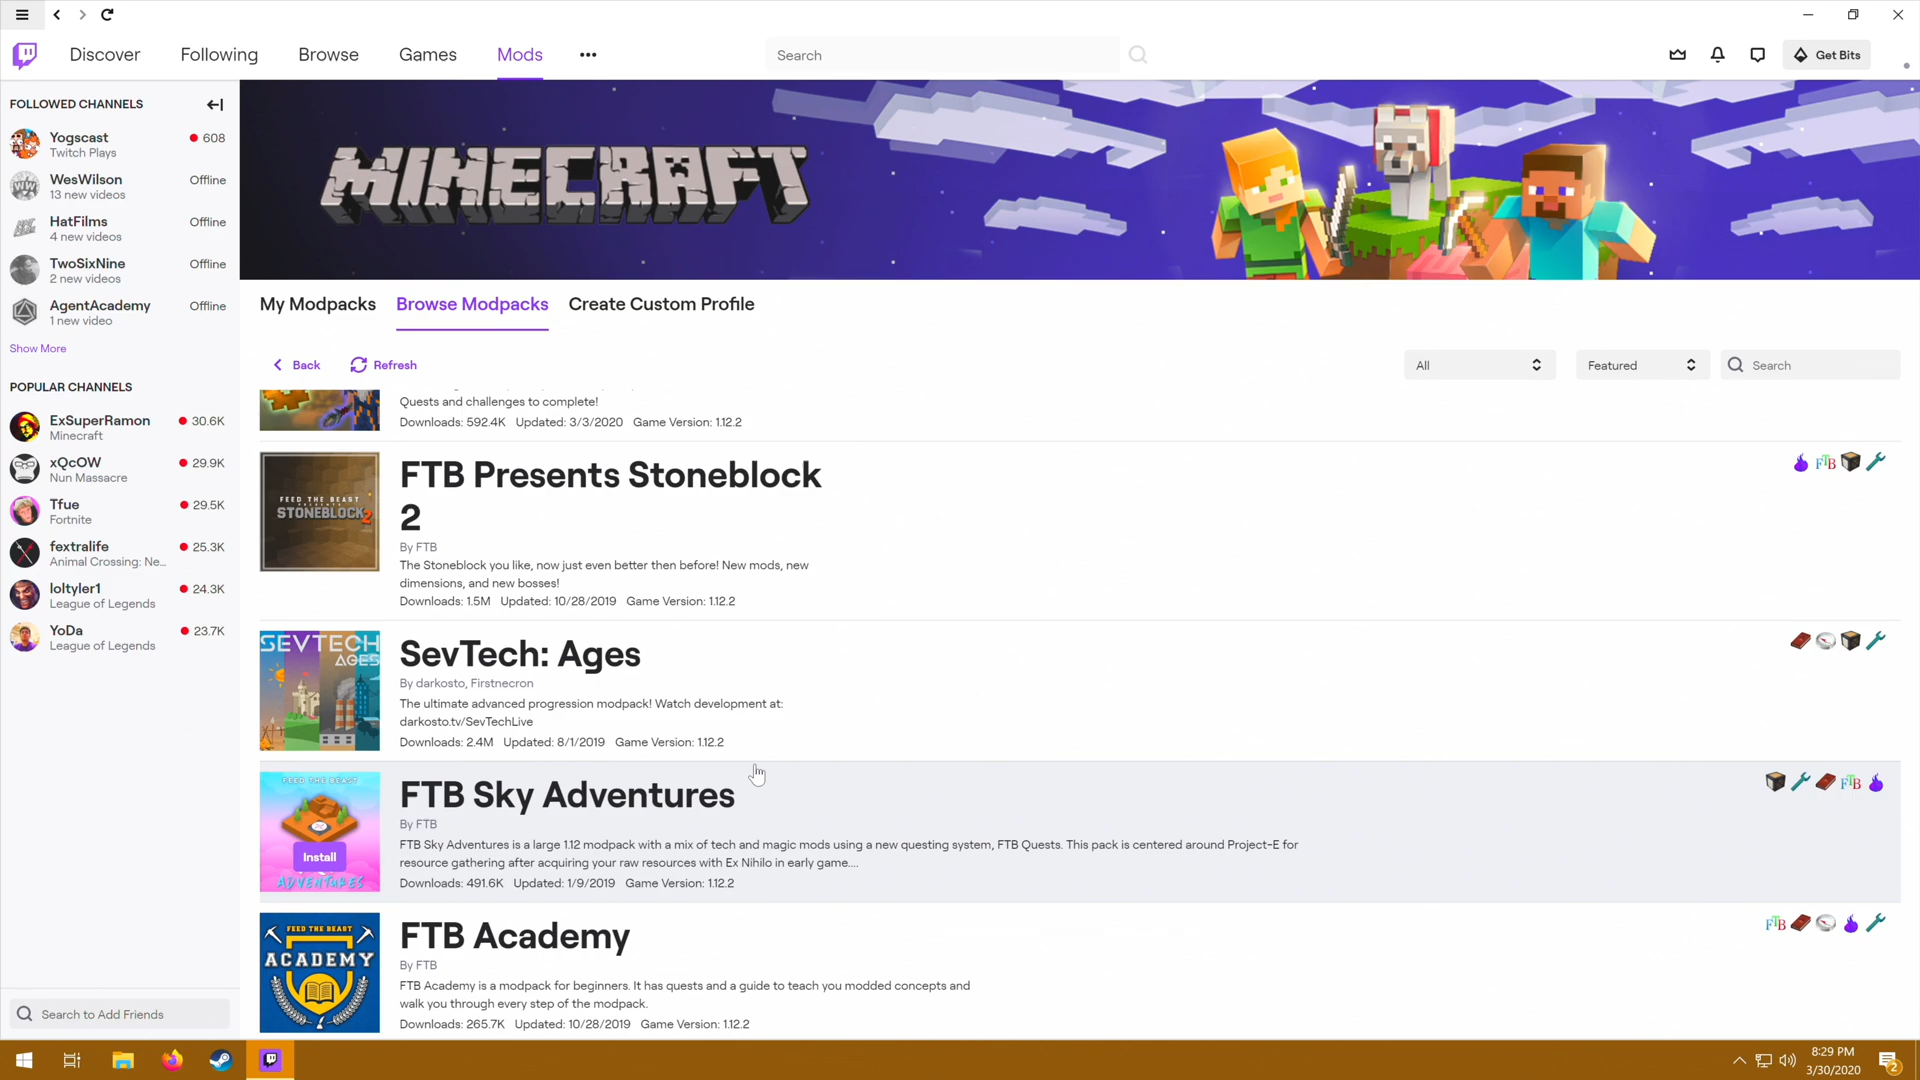 Discover
Following
Browse
Games
Mods
Search
Get Bits
FOLLOWED CHANNELS
Yogscast
608
Twitch Plays
WesWilson
Offline
13 new videos
HatFilms
Offline
4 new videos
TwoSixNine
Offline
2 new videos
AgentAcademy
Offline
1 new video
Show More
POPULAR CHANNELS
ExSuperRamon
30.6K
Minecraft
xQcOW
29.9K
Nun Massacre
Tfue
29.5K
Fortnite
fextralife
25.3K
Animal Crossing: Ne...
loltyler1
24.3K
League of Legends
YoDa
23.7K
League of Legends
Search to Add Friends
MINECRAFT
My Modpacks
Browse Modpacks
Create Custom Profile
Back
Refresh
All
Featured
Search
Quests and challenges to complete!
Downloads: 592.4K Updated: 3/3/2020 Game Version: 1.12.2
FEED THE BEAST
STONEBLOCK 2
FTB Presents Stoneblock
2
By FTB
The Stoneblock you like, now just even better then before! New mods, new
dimensions, and new bosses!
Downloads: 1.5M Updated: 10/28/2019 Game Version: 1.12.2
FTB
SEVTECH
AGES
SevTech: Ages
By darkosto, Firstnecron
The ultimate advanced progression modpack! Watch development at:
darkosto.tv/SevTechLive
Downloads: 2.4M Updated: 8/1/2019 Game Version: 1.12.2
FEED THE BEAST
Install
ADVENTURES
FTB Sky Adventures
By FTB
FTB Sky Adventures is a large 1.12 modpack with a mix of tech and magic mods using a new questing system, FTB Quests. This pack is centered around Project-E for
resource gathering after acquiring your raw resources with Ex Nihilo in early game....
Downloads: 491.6K Updated: 1/9/2019 Game Version: 1.12.2
FTB
FEED THE BEAST
ACADEMY
FTB Academy
By FTB
FTB Academy is a modpack for beginners. It has quests and a guide to teach you modded concepts and
walk you through every step of the modpack.
Downloads: 265.7K Updated: 10/28/2019 Game Version: 1.12.2
FTB
8:29 PM
3/30/2020
2